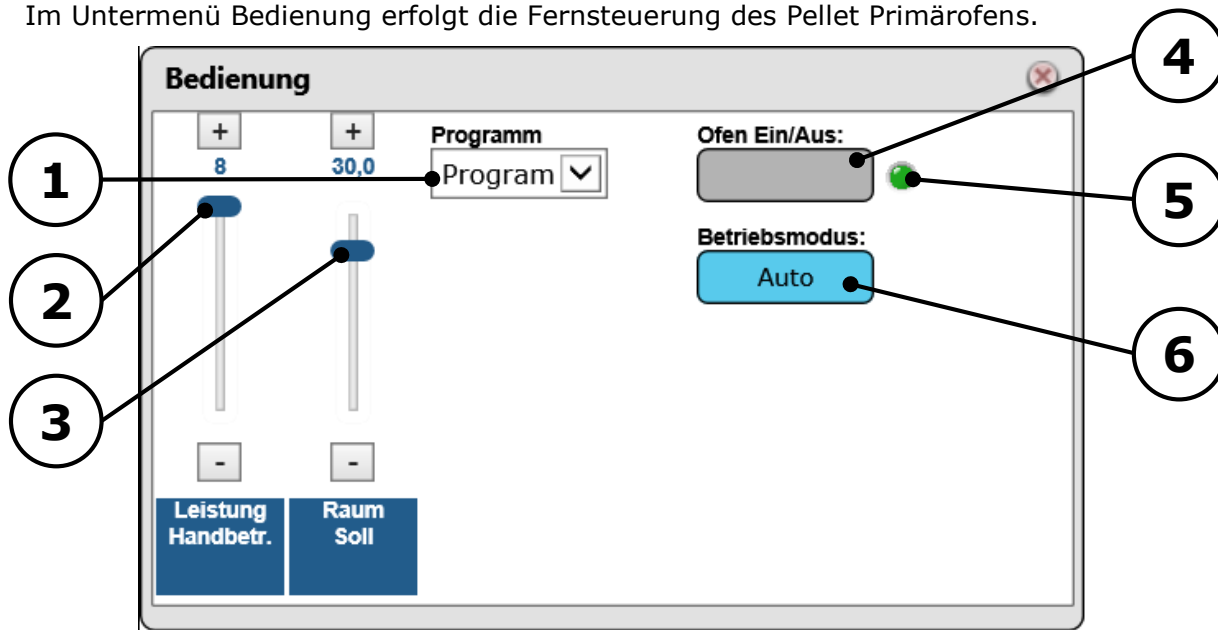 Im Untermenü Bedienung erfolgt die Fernsteuerung des Pellet Primärofens.
Bedienung
+
+
8
30,0
Programm
Program
Ofen Ein/Aus:
Betriebsmodus:
Auto
-
-
Leistung
Handbetr.
Raum
Soll
1
2
3
4
5
6